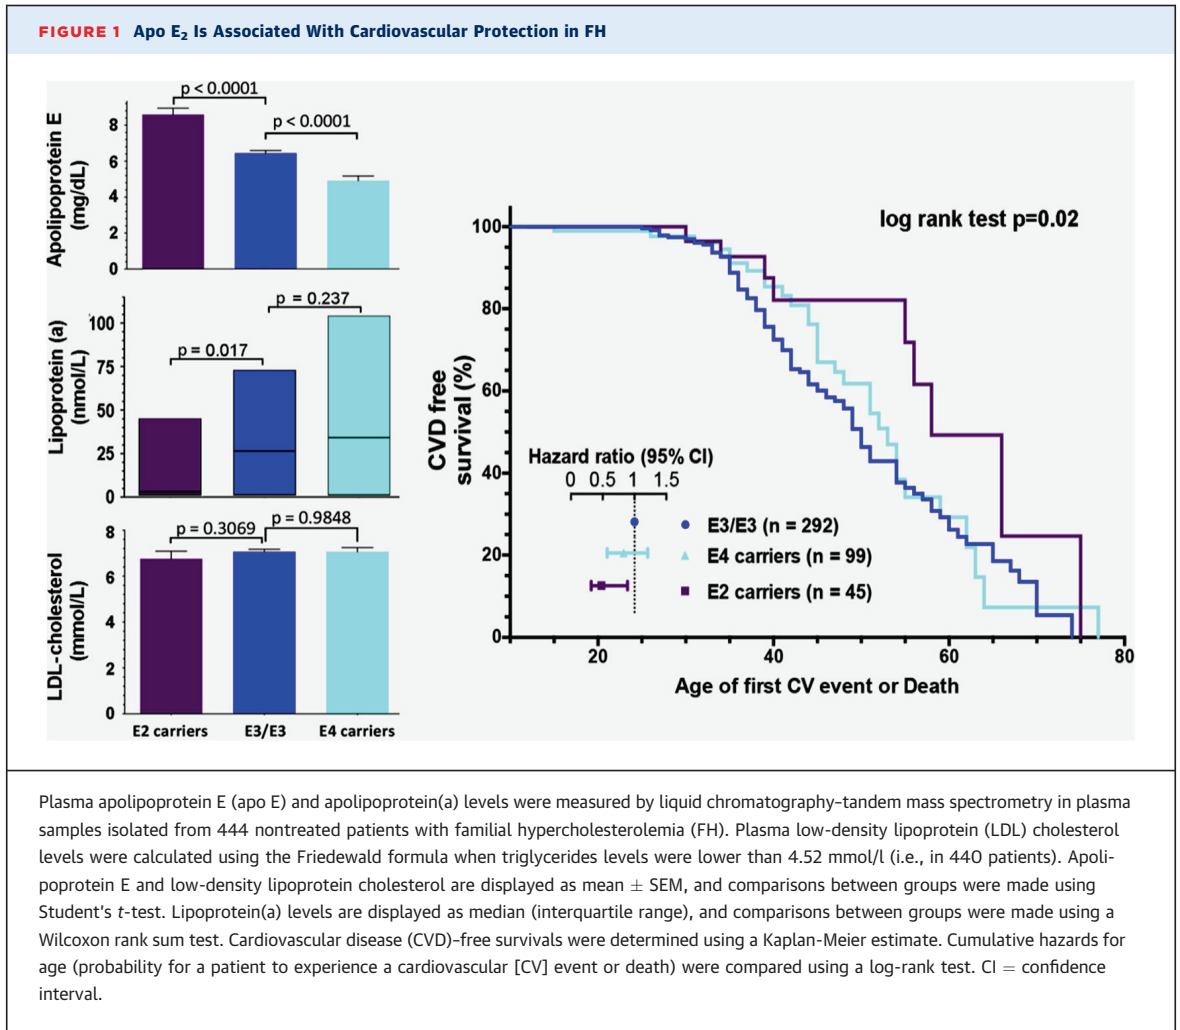 FIGURE 1 Apo E2 Is Associated With Cardiovascular Protection in FH
p < 0.0001
p < 0.0001
Apolipoprotein E
(mg/dL)
8
6
4
2
0
p = 0.237
p = 0.017
Lipoprotein (a)
(nmol/L)
100
75
50
25
0
p = 0.9848
p = 0.3069
LDL-cholesterol
(mmol/L)
8
6
4
2
0
E2 carriers E3/E3 E4 carriers
log rank test p=0.02
CVD free
survival (%)
100
80
60
40
20
0
Hazard ratio (95% CI)
0 0.5 1 1.5
E3/E3 (n = 292)
E4 carriers (n = 99)
E2 carriers (n = 45)
20 40 60 80
Age of first CV event or Death
Plasma apolipoprotein E (apo E) and apolipoprotein(a) levels were measured by liquid chromatography–tandem mass spectrometry in plasma
samples isolated from 444 nontreated patients with familial hypercholesterolemia (FH). Plasma low-density lipoprotein (LDL) cholesterol
levels were calculated using the Friedewald formula when triglycerides levels were lower than 4.52 mmol/l (i.e., in 440 patients). Apoli-
poprotein E and low-density lipoprotein cholesterol are displayed as mean ± SEM, and comparisons between groups were made using
Student's t-test. Lipoprotein(a) levels are displayed as median (interquartile range), and comparisons between groups were made using a
Wilcoxon rank sum test. Cardiovascular disease (CVD)–free survivals were determined using a Kaplan-Meier estimate. Cumulative hazards for
age (probability for a patient to experience a cardiovascular [CV] event or death) were compared using a log-rank test. CI = confidence
interval.